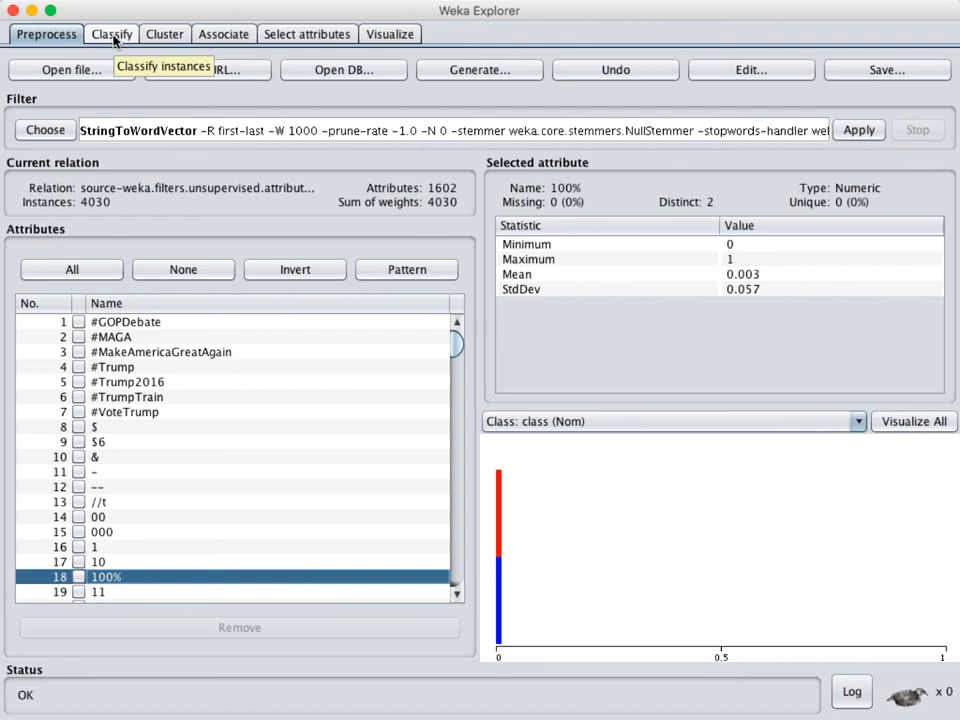 Weka Explorer
Preprocess Classify Cluster Associate Select attributes Visualize
Open file... RL... Open DB... Generate... Undo Edit... Save...
Classify instances
Filter
Choose StringToWordVector -R first-last -W 1000 -prune-rate -1.0 -N 0 -stemmer weka.core.stemmers.NullStemmer -stopwords-handler wel Apply Stop
Current relation
Relation: source-weka.filters.unsupervised.attribut... Attributes: 1602
Instances: 4030 Sum of weights: 4030
Selected attribute
Name: 100% Type: Numeric
Missing: 0 (0%) Distinct: 2 Unique: 0 (0%)
Statistic Value
Minimum 0
Maximum 1
Mean 0.003
StdDev 0.057
Attributes
All None Invert Pattern
No. Name
1 #GOPDebate
2 #MAGA
3 #MakeAmericaGreatAgain
4 #Trump
5 #Trump2016
6 #TrumpTrain
7 #VoteTrump
8 $
9 $6
10 &
11 -
12 --
13 //t
14 00
15 000
16 1
17 10
18 100%
19 11
Remove
Class: class (Nom) Visualize All
0 0.5 1
Status
OK Log x 0